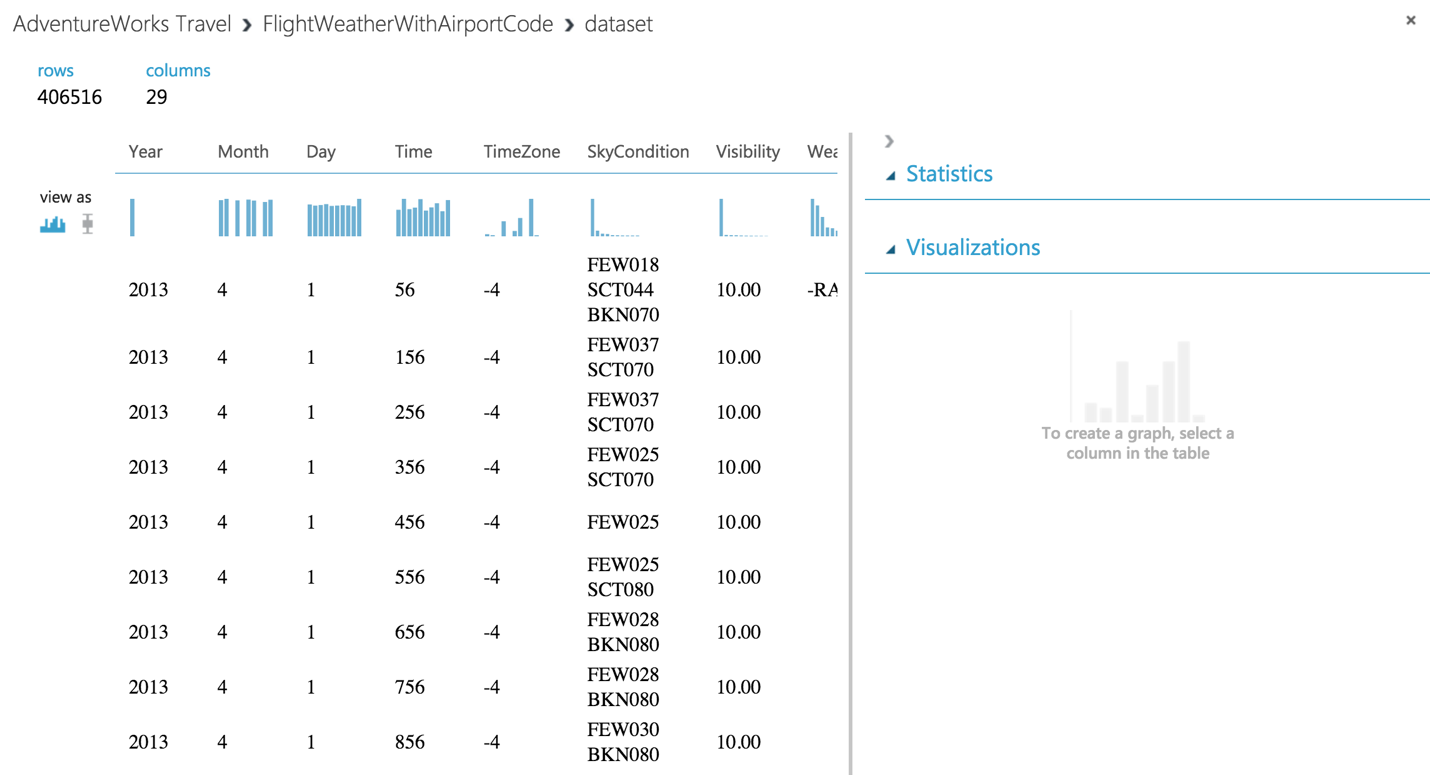 AdventureWorks Travel > FlightWeatherWithAirportCode > dataset ×
rows columns
406516 29
Year Month Day Time TimeZone SkyCondition Visibility Wea
view as
FEW018
2013 4 1 56 -4 SCT044 10.00 -RA
BKN070
FEW037
2013 4 1 156 -4 10.00
SCT070
FEW037
2013 4 1 256 -4 10.00
SCT070
FEW025
2013 4 1 356 -4 10.00
SCT070
2013 4 1 456 -4 FEW025 10.00
FEW025
2013 4 1 556 -4 10.00
SCT080
FEW028
2013 4 1 656 -4 10.00
BKN080
FEW028
2013 4 1 756 -4 10.00
BKN080
FEW030
2013 4 1 856 -4 10.00
BKN080
Statistics
Visualizations
To create a graph, select a
column in the table